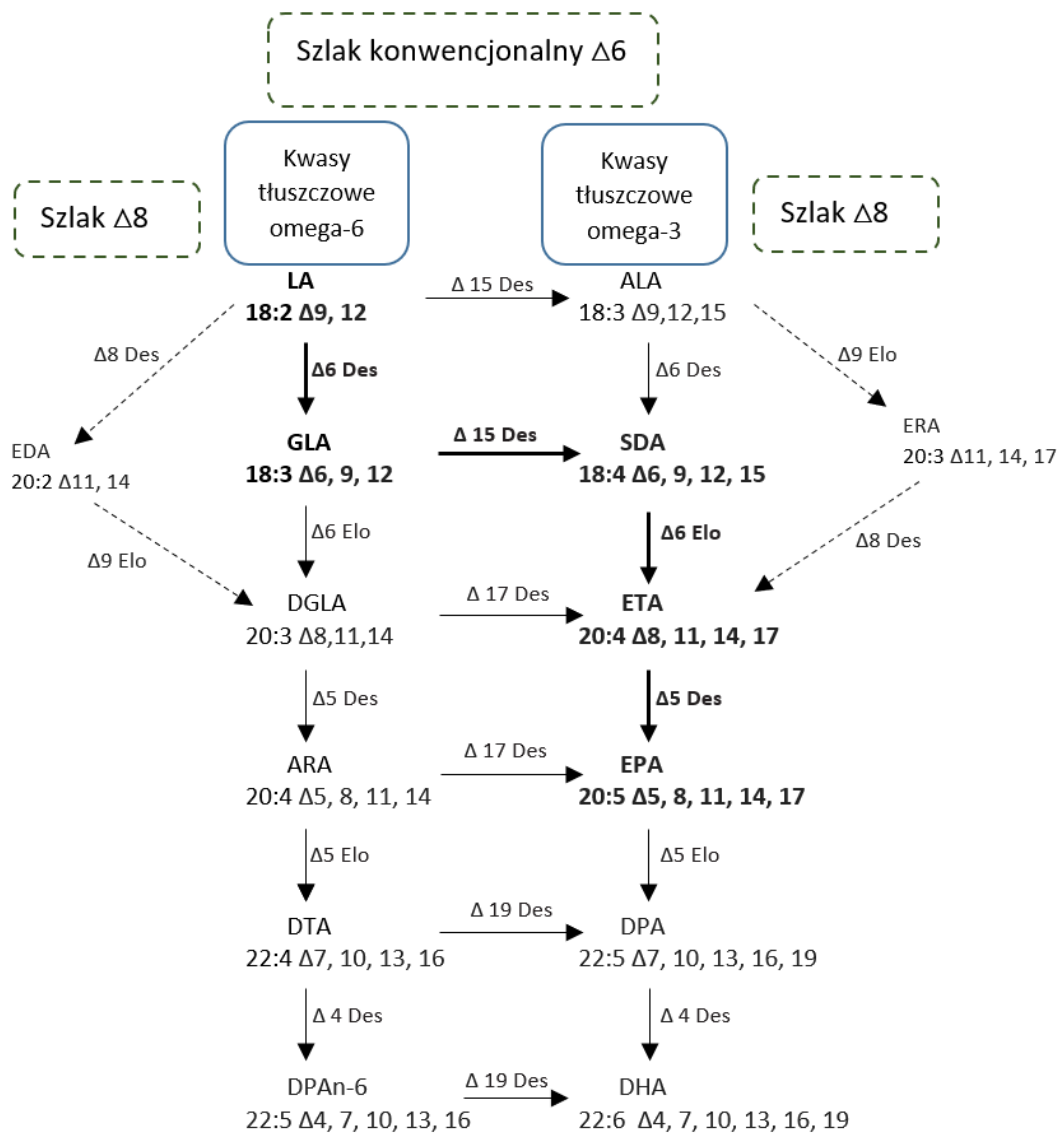 Szlak konwencjonalny Δ6
Kwasy
tłuszczowe
omega-6
Kwasy
tłuszczowe
omega-3
Szlak Δ8
Szlak Δ8
LA
18:2 Δ9, 12
Δ 15 Des
ALA
18:3 Δ9,12,15
Δ8 Des
Δ6 Des
Δ6 Des
Δ9 Elo
EDA
20:2 Δ11, 14
GLA
18:3 Δ6, 9, 12
Δ 15 Des
SDA
18:4 Δ6, 9, 12, 15
ERA
20:3 Δ11, 14, 17
Δ9 Elo
Δ6 Elo
Δ6 Elo
Δ8 Des
DGLA
20:3 Δ8,11,14
Δ 17 Des
ETA
20:4 Δ8, 11, 14, 17
Δ5 Des
Δ5 Des
ARA
20:4 Δ5, 8, 11, 14
Δ 17 Des
EPA
20:5 Δ5, 8, 11, 14, 17
Δ5 Elo
Δ5 Elo
DTA
22:4 Δ7, 10, 13, 16
Δ 19 Des
DPA
22:5 Δ7, 10, 13, 16, 19
Δ 4 Des
Δ 4 Des
DPAn-6
22:5 Δ4, 7, 10, 13, 16
Δ 19 Des
DHA
22:6 Δ4, 7, 10, 13, 16, 19